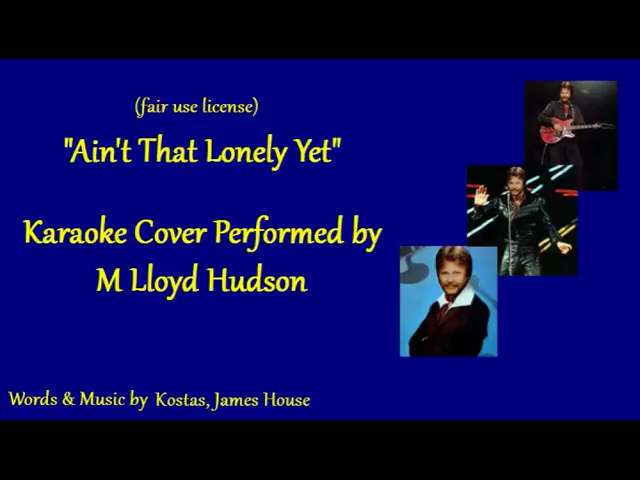 (fair use license)
"Ain't That Lonely Yet"
Karaoke Cover Performed by
M Lloyd Hudson
Words & Music by Kostas, James House